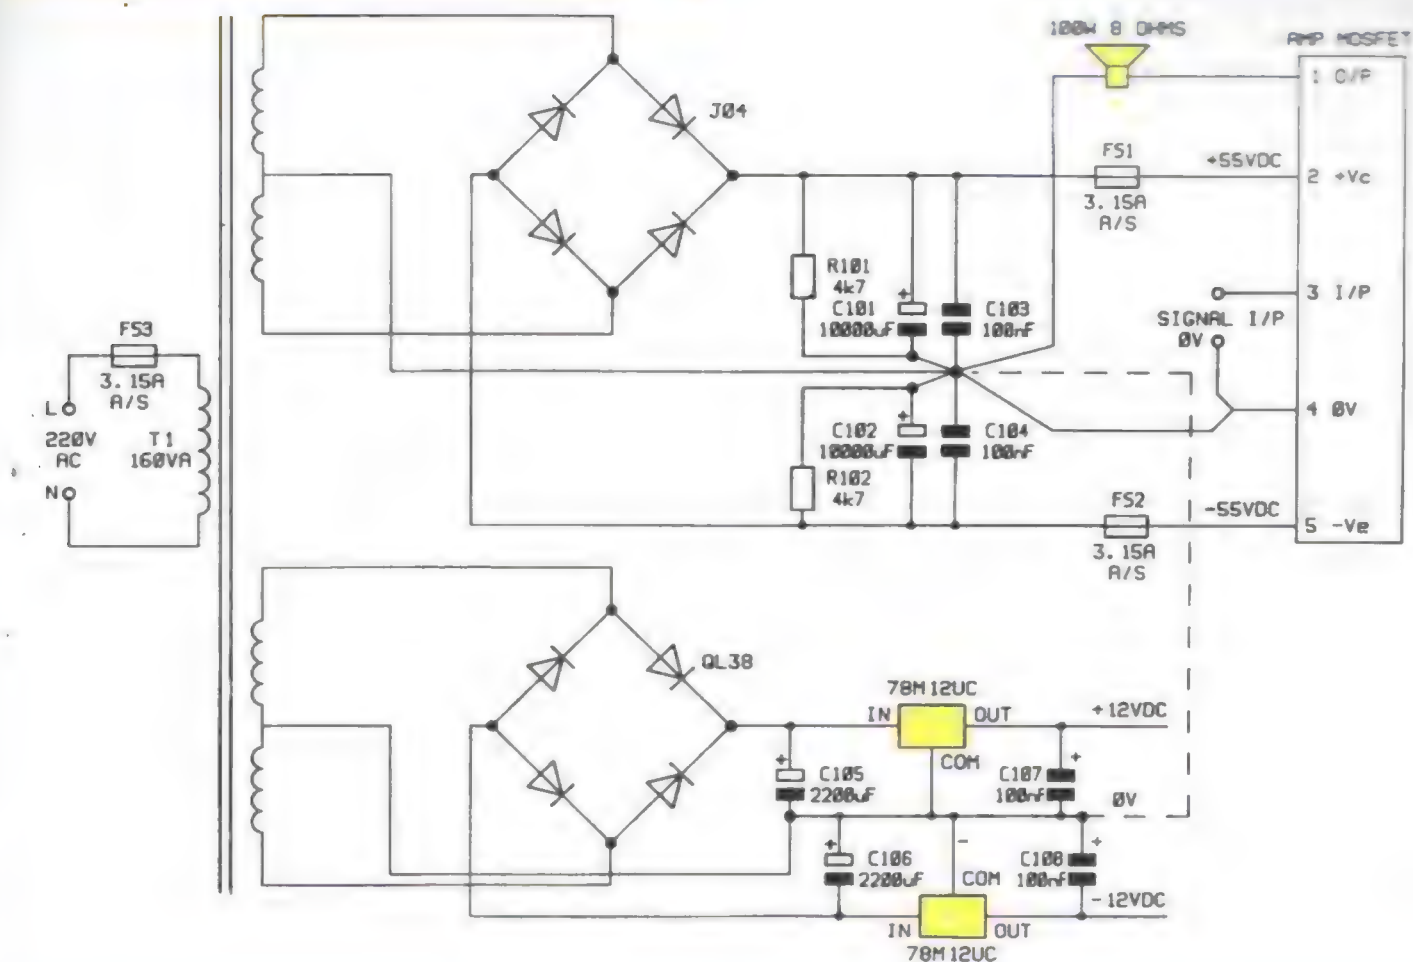 100W 8 OHMS
AMP MOSFET
1 O/P
J04
FS1
+55VDC
2 +Vc
3.15A
A/S
R101
4k7
C101
10000uF
C103
100nF
3 I/P
SIGNAL I/P
0V
FS3
3.15A
A/S
L
220V
AC
N
T1
160VA
4 0V
C102
10000uF
C104
100nF
R102
4k7
FS2
-55VDC
5 -Ve
3.15A
A/S
QL38
78M12UC
IN
OUT
+12VDC
COM
+
C105
2200uF
C107
+
100nF
0V
+
C106
2200uF
-
COM
C108
+
100nF
-12VDC
IN
OUT
78M12UC